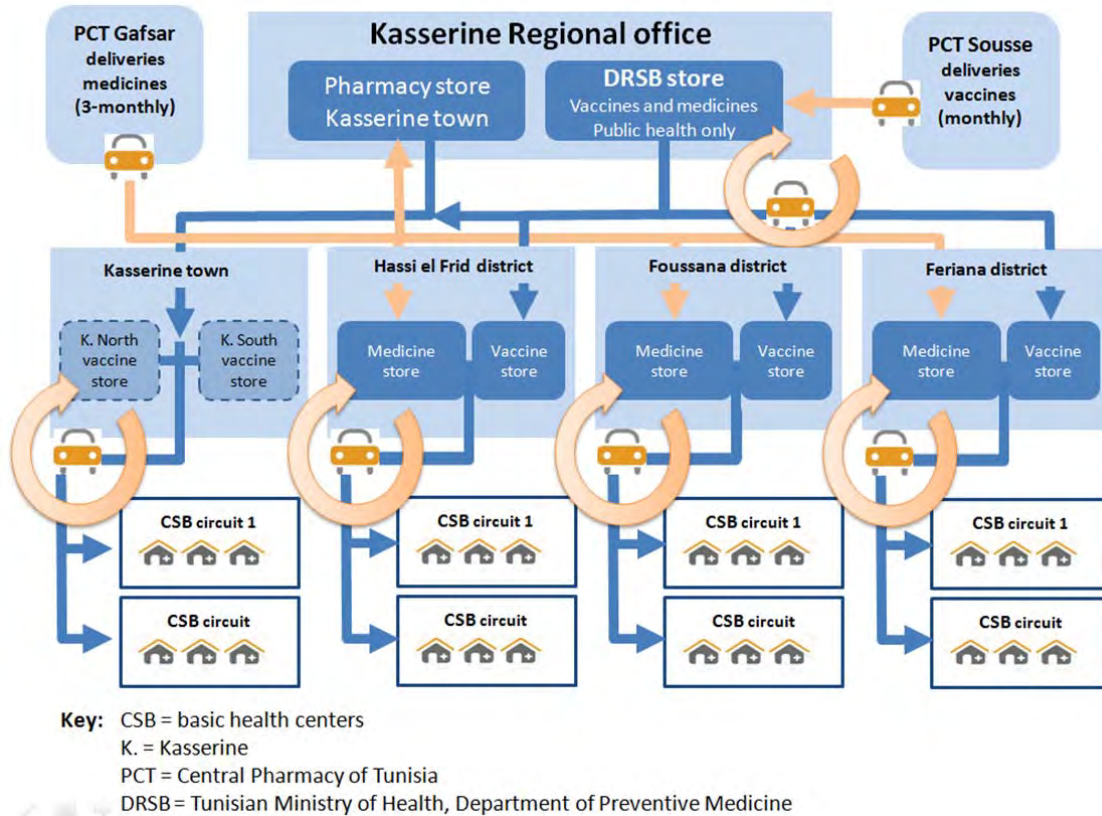 PCT Gafsar
deliveries
medicines
(3-monthly)
Kasserine Regional office
Pharmacy store
Kasserine town
DRSB store
Vaccines and medicines
Public health only
PCT Sousse
deliveries
vaccines
(monthly)
Kasserine town
K. North
vaccine
store
K. South
vaccine
store
Hassi el Frid district
Medicine
store
Vaccine
store
Foussana district
Medicine
store
Vaccine
store
Feriana district
Medicine
store
Vaccine
store
CSB circuit 1
CSB circuit 1
CSB circuit 1
CSB circuit 1
CSB circuit
CSB circuit
CSB circuit
CSB circuit
Key: CSB = basic health centers
K. = Kasserine
PCT = Central Pharmacy of Tunisia
DRSB = Tunisian Ministry of Health, Department of Preventive Medicine